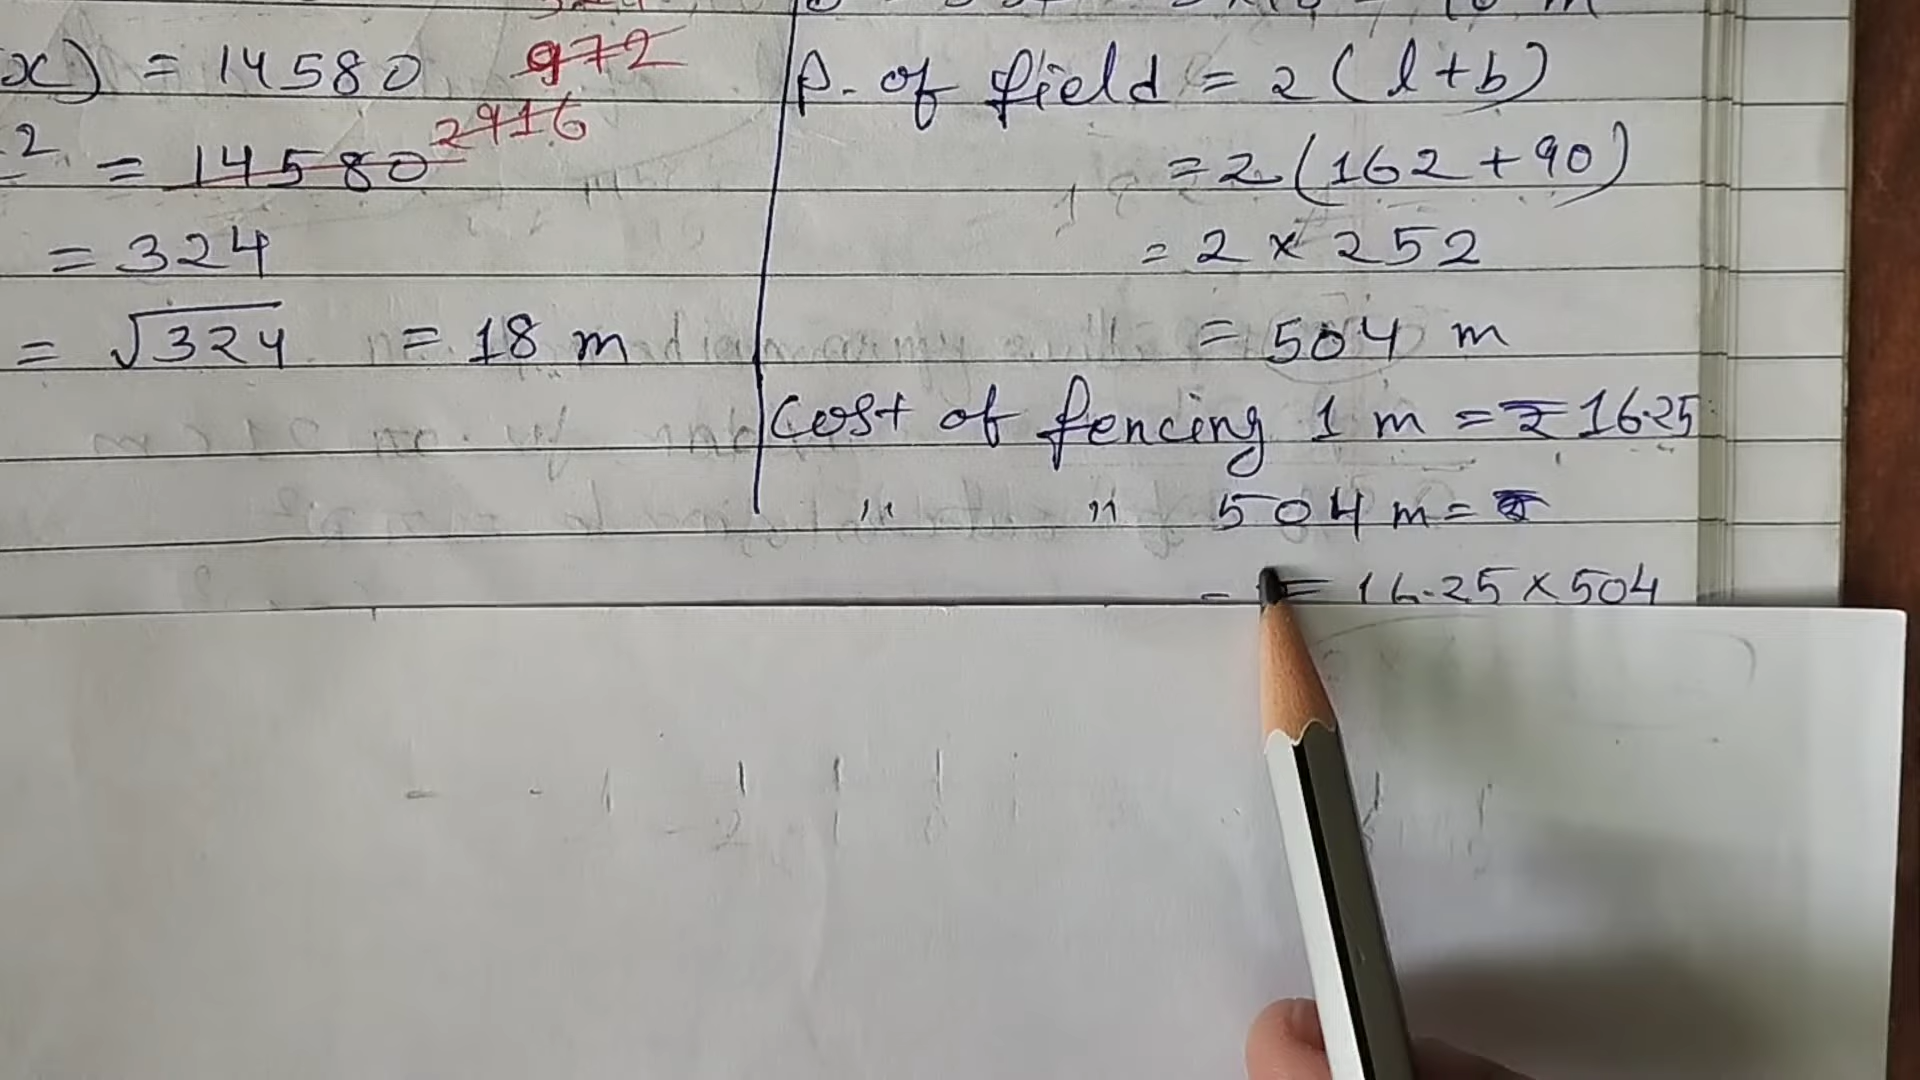 x) = 14580 972
2 = 14580 2916
= 324
= √324 = 18 m
P. of field = 2 (l+b)
= 2 (162 + 90)
= 2 × 252
= 504 m
Cost of fencing 1 m = ₹ 16.25
" " 504 m = ₹
= 16.25 × 504